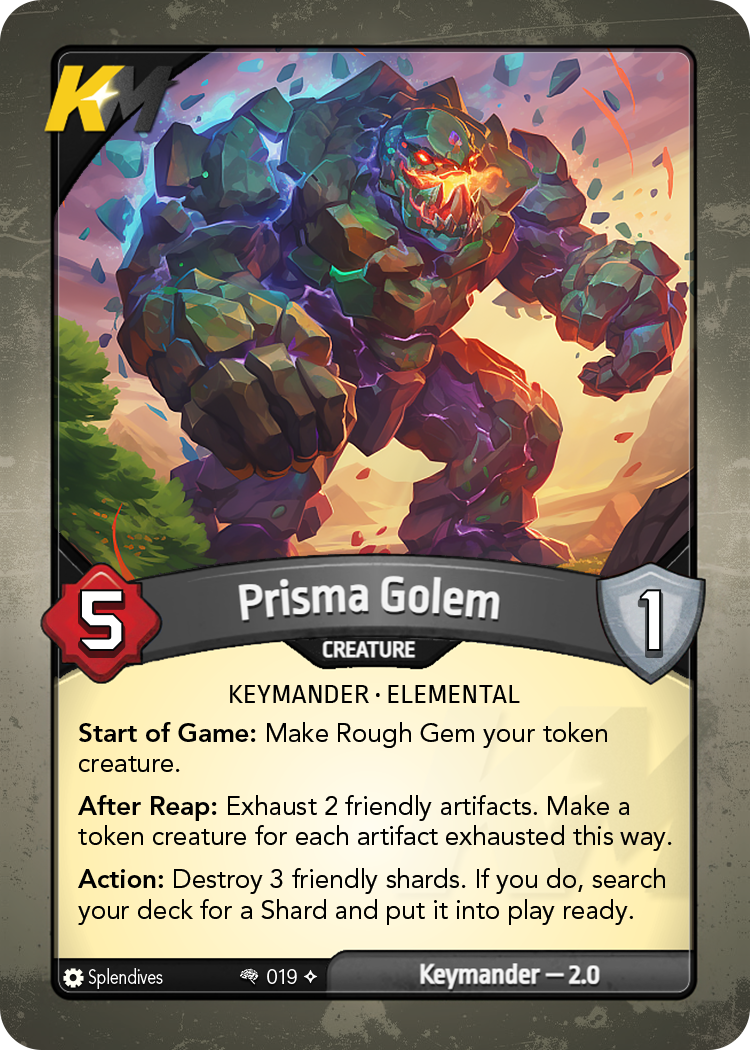 KM
5
Prisma Golem
1
CREATURE
KEYMANDER • ELEMENTAL
Start of Game: Make Rough Gem your token
creature.
After Reap: Exhaust 2 friendly artifacts. Make a
token creature for each artifact exhausted this way.
Action: Destroy 3 friendly shards. If you do, search
your deck for a Shard and put it into play ready.
Splendives 019 Keymander — 2.0